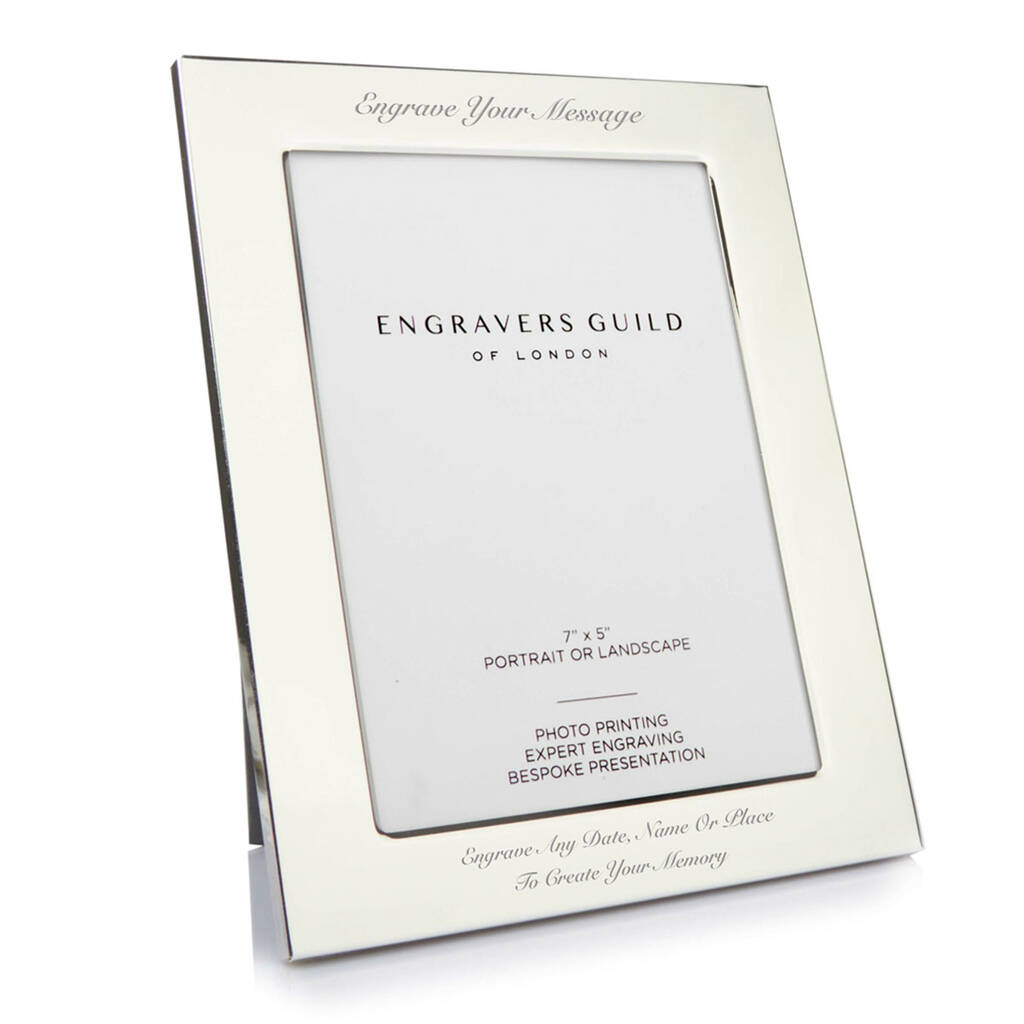 Engrave Your Message
ENGRAVERS GUILD
OF LONDON
7" x 5"
PORTRAIT OR LANDSCAPE
PHOTO PRINTING
EXPERT ENGRAVING
BESPOKE PRESENTATION
Engrave Any Date, Name Or Place
To Create Your Memory